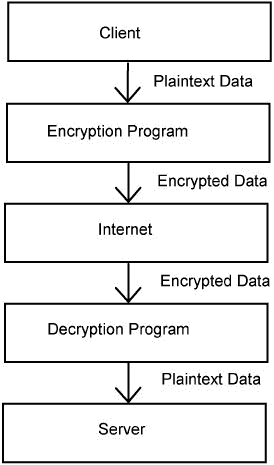 Client
Plaintext Data
Encryption Program
Encrypted Data
Internet
Encrypted Data
Decryption Program
Plaintext Data
Server